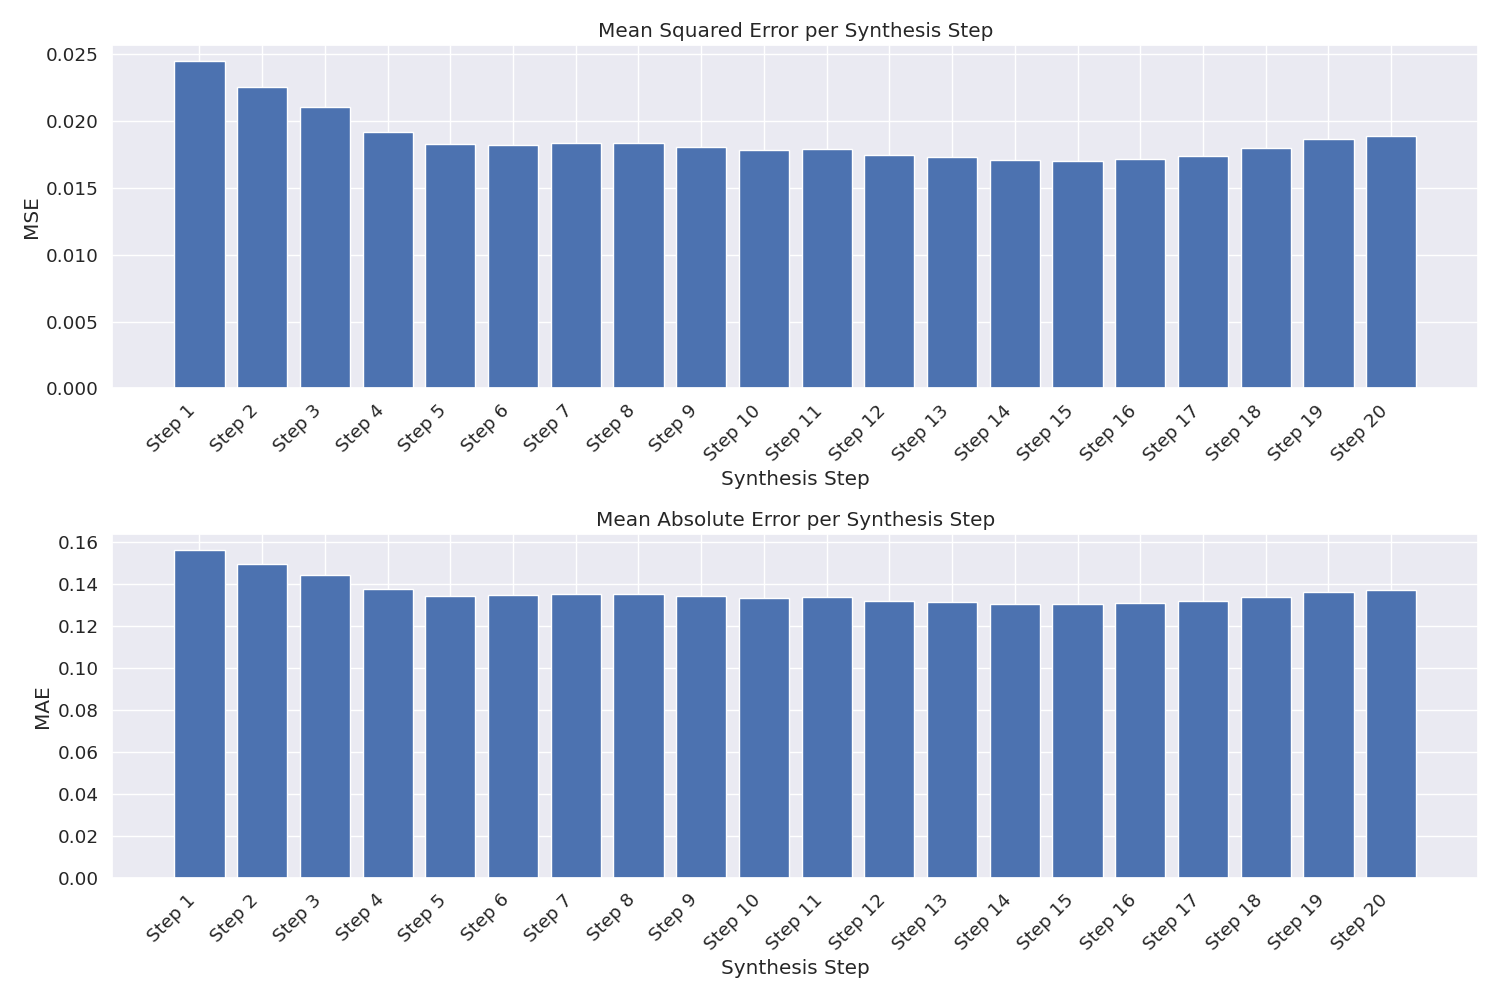 Mean Squared Error per Synthesis Step
0.025
0.020
0.015
0.010
0.005
0.000
MSE
Step 1
Step 2
Step 3
Step 4
Step 5
Step 6
Step 7
Step 8
Step 9
Step 10
Step 11
Step 12
Step 13
Step 14
Step 15
Step 16
Step 17
Step 18
Step 19
Step 20
Synthesis Step
Mean Absolute Error per Synthesis Step
0.16
0.14
0.12
0.10
0.08
0.06
0.04
0.02
0.00
MAE
Step 1
Step 2
Step 3
Step 4
Step 5
Step 6
Step 7
Step 8
Step 9
Step 10
Step 11
Step 12
Step 13
Step 14
Step 15
Step 16
Step 17
Step 18
Step 19
Step 20
Synthesis Step